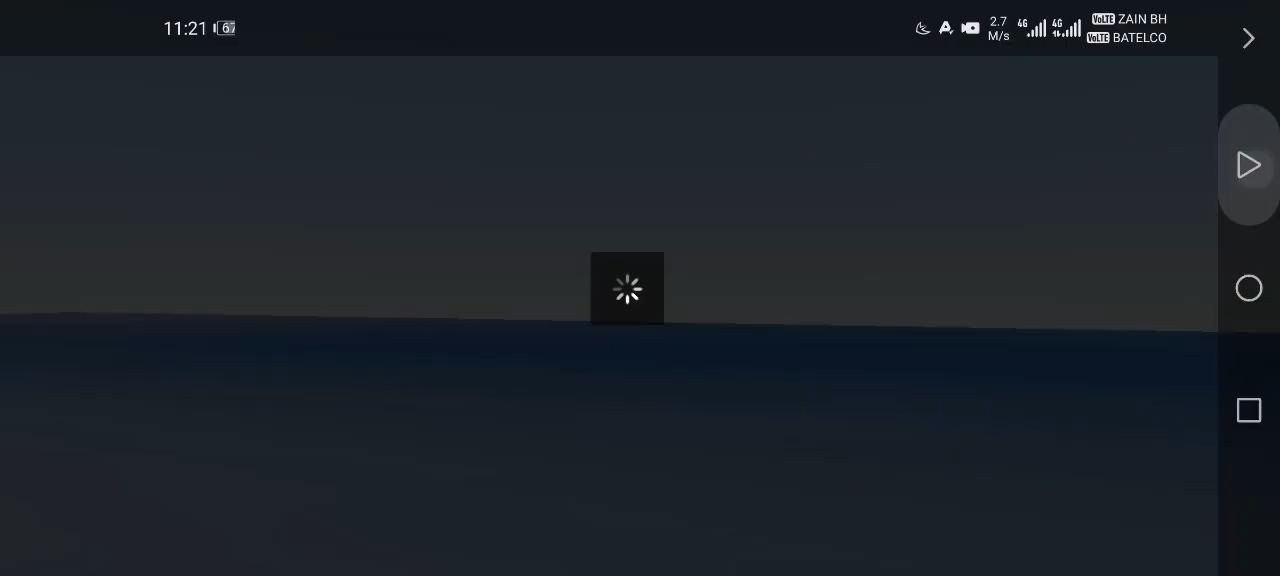 11:21 67
2.7
M/s
4G 4G
VoLTE ZAIN BH
VoLTE BATELCO